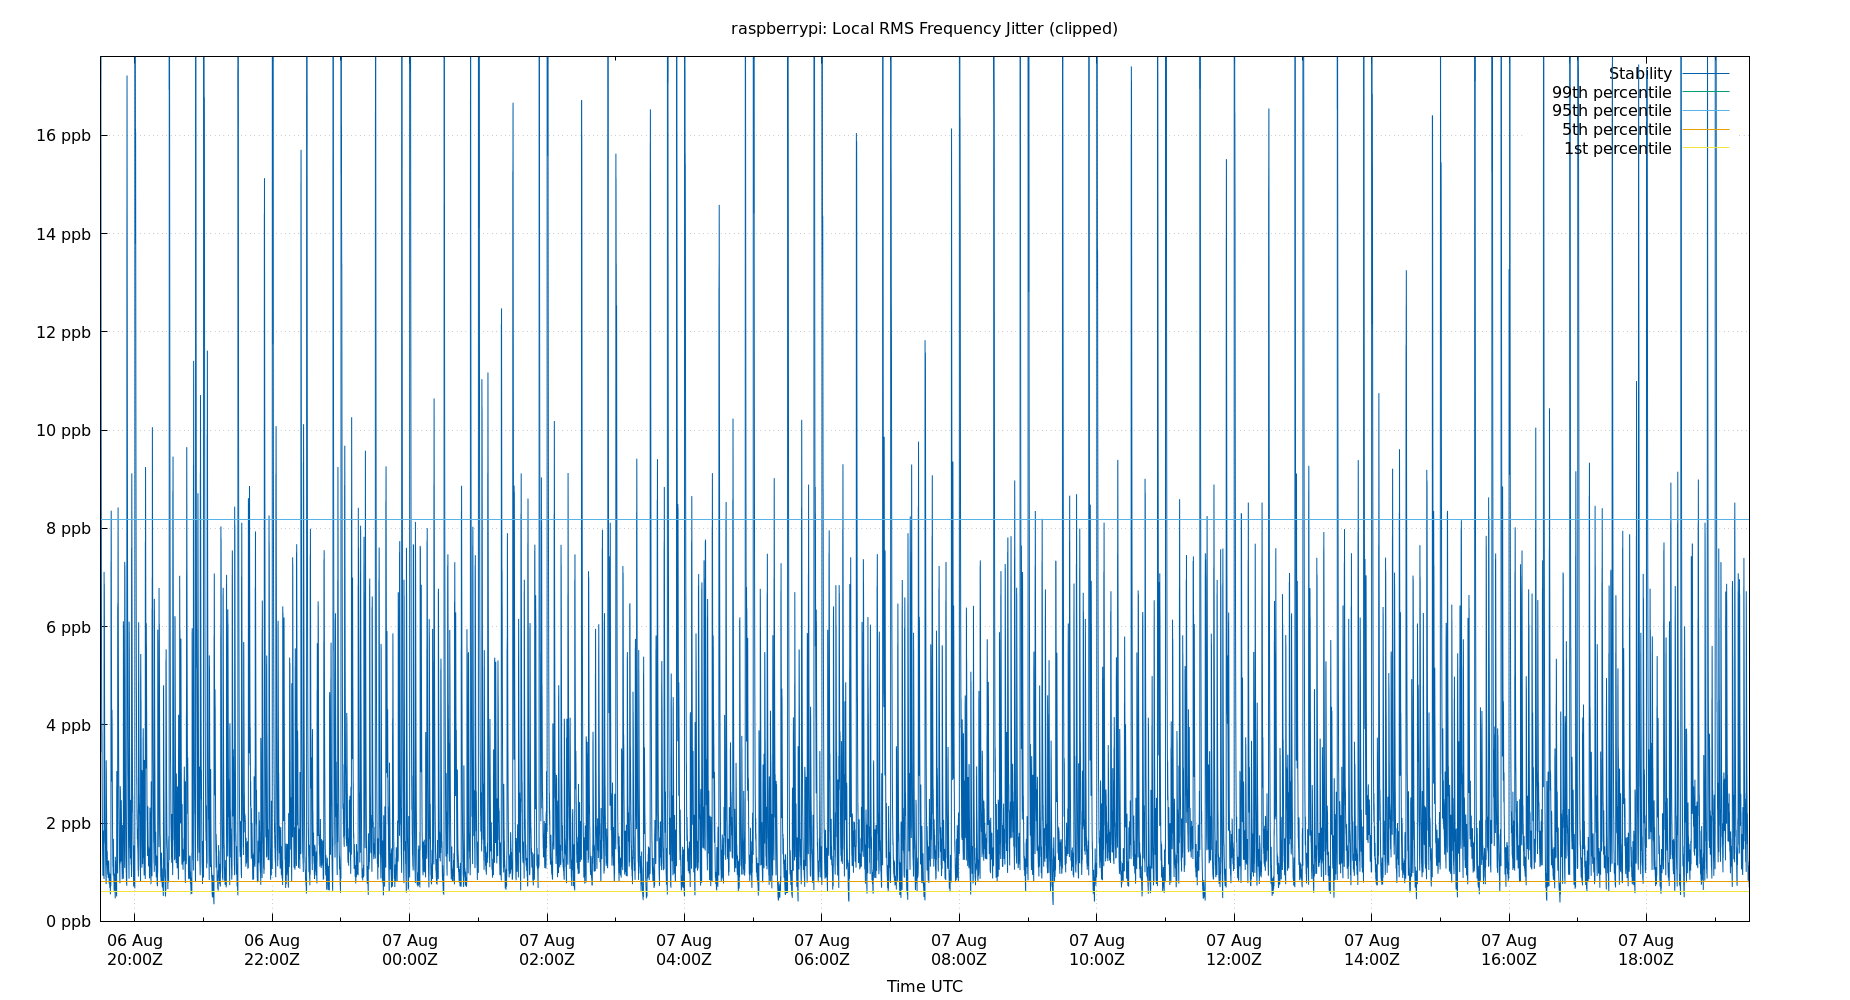 raspberrypi: Local RMS Frequency Jitter (clipped)
Stability
99th percentile
95th percentile
5th percentile
1st percentile
16 ppb
14 ppb
12 ppb
10 ppb
8 ppb
6 ppb
4 ppb
2 ppb
0 ppb
06 Aug 06 Aug 07 Aug 07 Aug 07 Aug 07 Aug 07 Aug 07 Aug 07 Aug 07 Aug 07 Aug 07 Aug
20:00Z 22:00Z 00:00Z 02:00Z 04:00Z 06:00Z 08:00Z 10:00Z 12:00Z 14:00Z 16:00Z 18:00Z
Time UTC